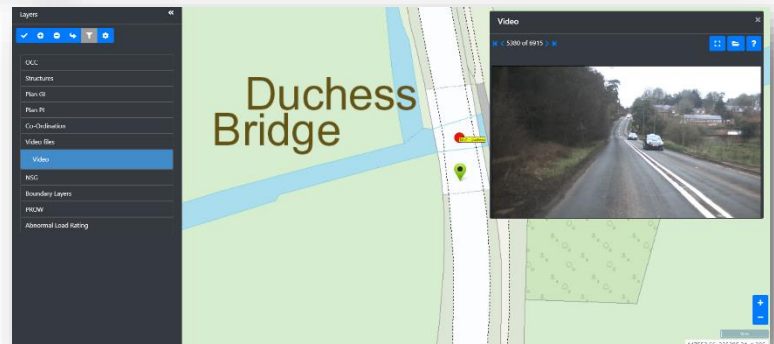 Layers
«
OCC
Structures
Plan GI
Plan PI
Co-Ordination
Video files
Video
NSG
Boundary Layers
PROW
Abnormal Load Rating
Duchess
Bridge
Video
5380 of 6915
?
+
−